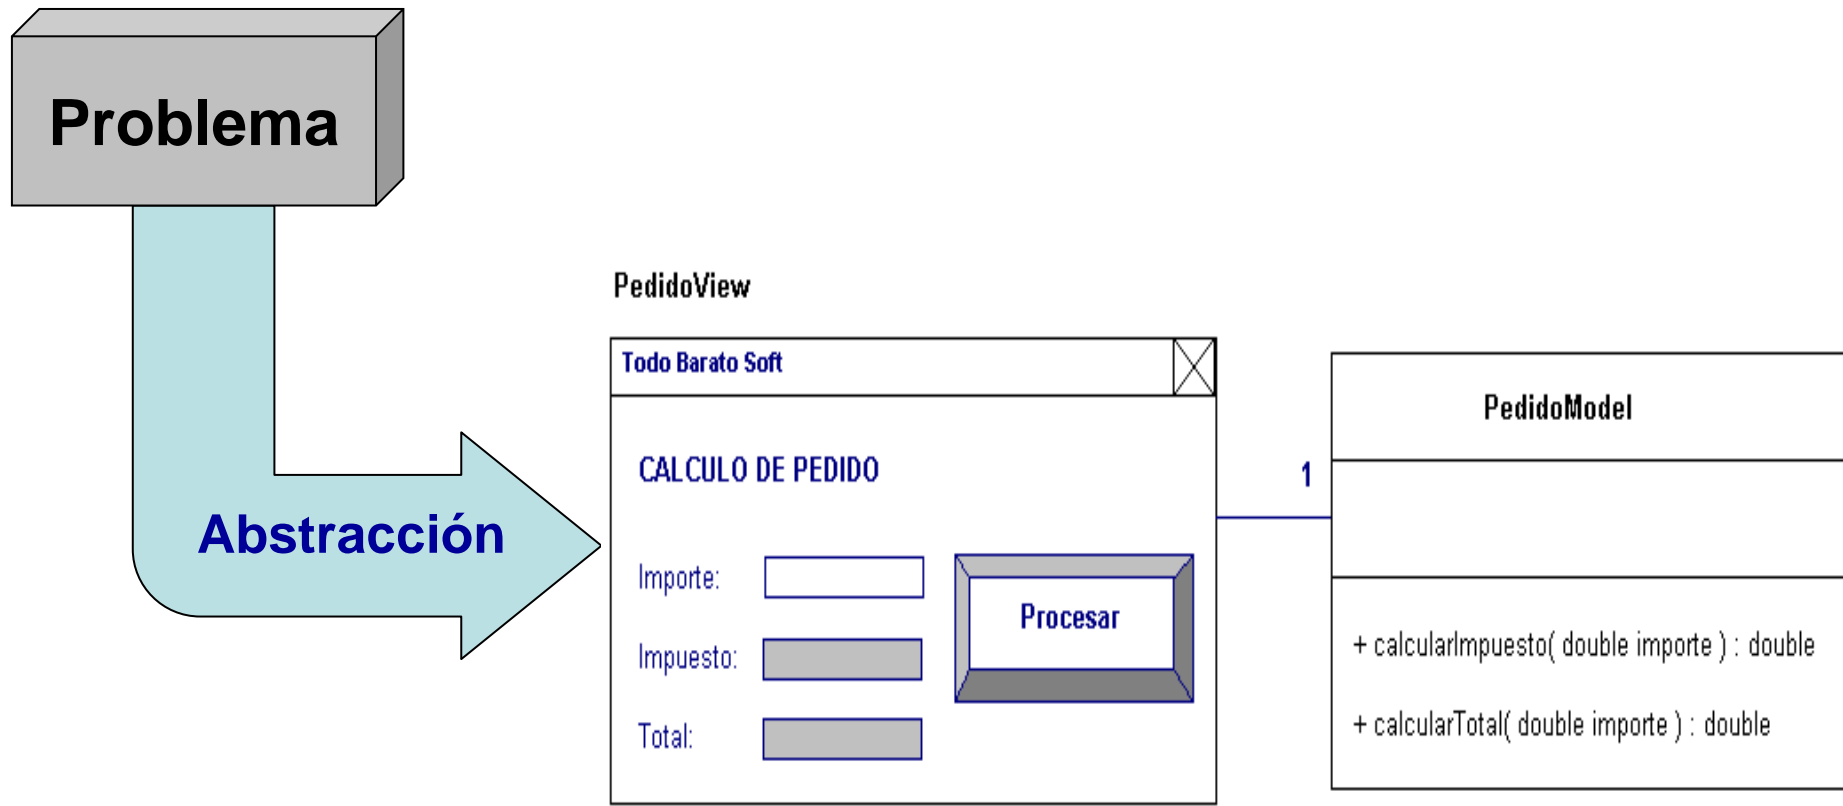 Problema
Abstracción
PedidoView
Todo Barato Soft
CALCULO DE PEDIDO
Importe:
Impuesto:
Total:
Procesar
1
PedidoModel
+ calcularImpuesto( double importe ) : double
+ calcularTotal( double importe ) : double